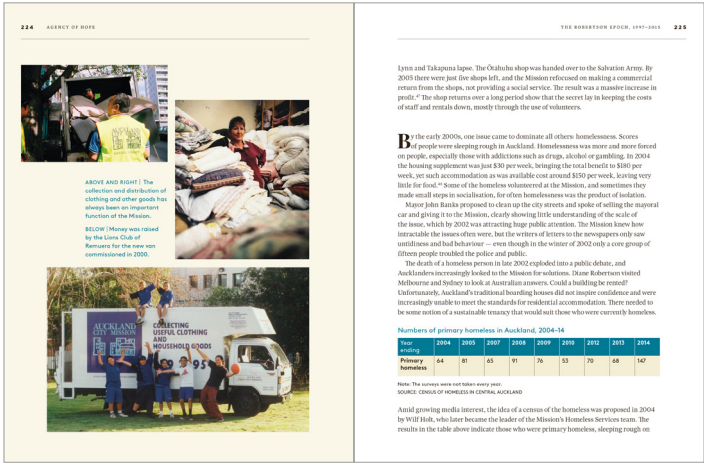 224 AGENCY OF HOPE
ABOVE AND RIGHT | The
collection and distribution of
clothing and other goods has
always been an important
function of the Mission.
BELOW | Money was raised
by the Lions Club of
Remuera for the new van
commissioned in 2000.
AUCKLAND
CITY
MISSION
COLLECTING
USEFUL CLOTHING
AND
HOUSEHOLD GOODS
THE ROBERTSON EPOCH, 1997–2015 225
Lynn and Takapuna lapse. The Ōtāhuhu shop was handed over to the Salvation Army. By
2005 there were just five shops left, and the Mission refocused on making a commercial
return from the shops, not providing a social service. The result was a massive increase in
profit. The shop returns over a long period show that the secret lay in keeping the costs
of staff and rentals down, mostly through the use of volunteers.
By the early 2000s, one issue came to dominate all others: homelessness. Scores
of people were sleeping rough in Auckland. Homelessness was more and more forced
on people, especially those with addictions such as drugs, alcohol or gambling. In 2004
the housing supplement was just $30 per week, bringing the total benefit to $180 per
week, yet such accommodation as was available cost around $150 per week, leaving very
little for food. Some of the homeless volunteered at the Mission, and sometimes they
made small steps in socialisation, for often homelessness was the product of isolation.
Mayor John Banks proposed to clean up the city streets and spoke of selling the mayoral
car and giving it to the Mission, clearly showing little understanding of the scale of
the issue, which by 2002 was attracting huge public attention. The Mission knew how
intractable the issues often were, but the writers of letters to the newspapers only saw
untidiness and bad behaviour — even though in the winter of 2002 only a core group of
fifteen people troubled the police and public.
The death of a homeless person in late 2002 exploded into a public debate, and
Aucklanders increasingly looked to the Mission for solutions. Diane Robertson visited
Melbourne and Sydney to look at Australian answers. Could a building be rented?
Unfortunately, Auckland's traditional boarding houses did not inspire confidence and were
increasingly unable to meet the standards for residential accommodation. There needed to
be some notion of a sustainable tenancy that would suit those who were currently homeless.
Numbers of primary homeless in Auckland, 2004–14
Year ending 2004 2005 2007 2008 2009 2010 2012 2013 2014
Primary homeless 64 81 65 91 76 53 70 68 147
Note: The surveys were not taken every year.
SOURCE: CENSUS OF HOMELESS IN CENTRAL AUCKLAND
Amid growing media interest, the idea of a census of the homeless was proposed in 2004
by Wilf Holt, who later became the leader of the Mission's Homeless Services team. The
results in the table above indicate those who were primary homeless, sleeping rough on